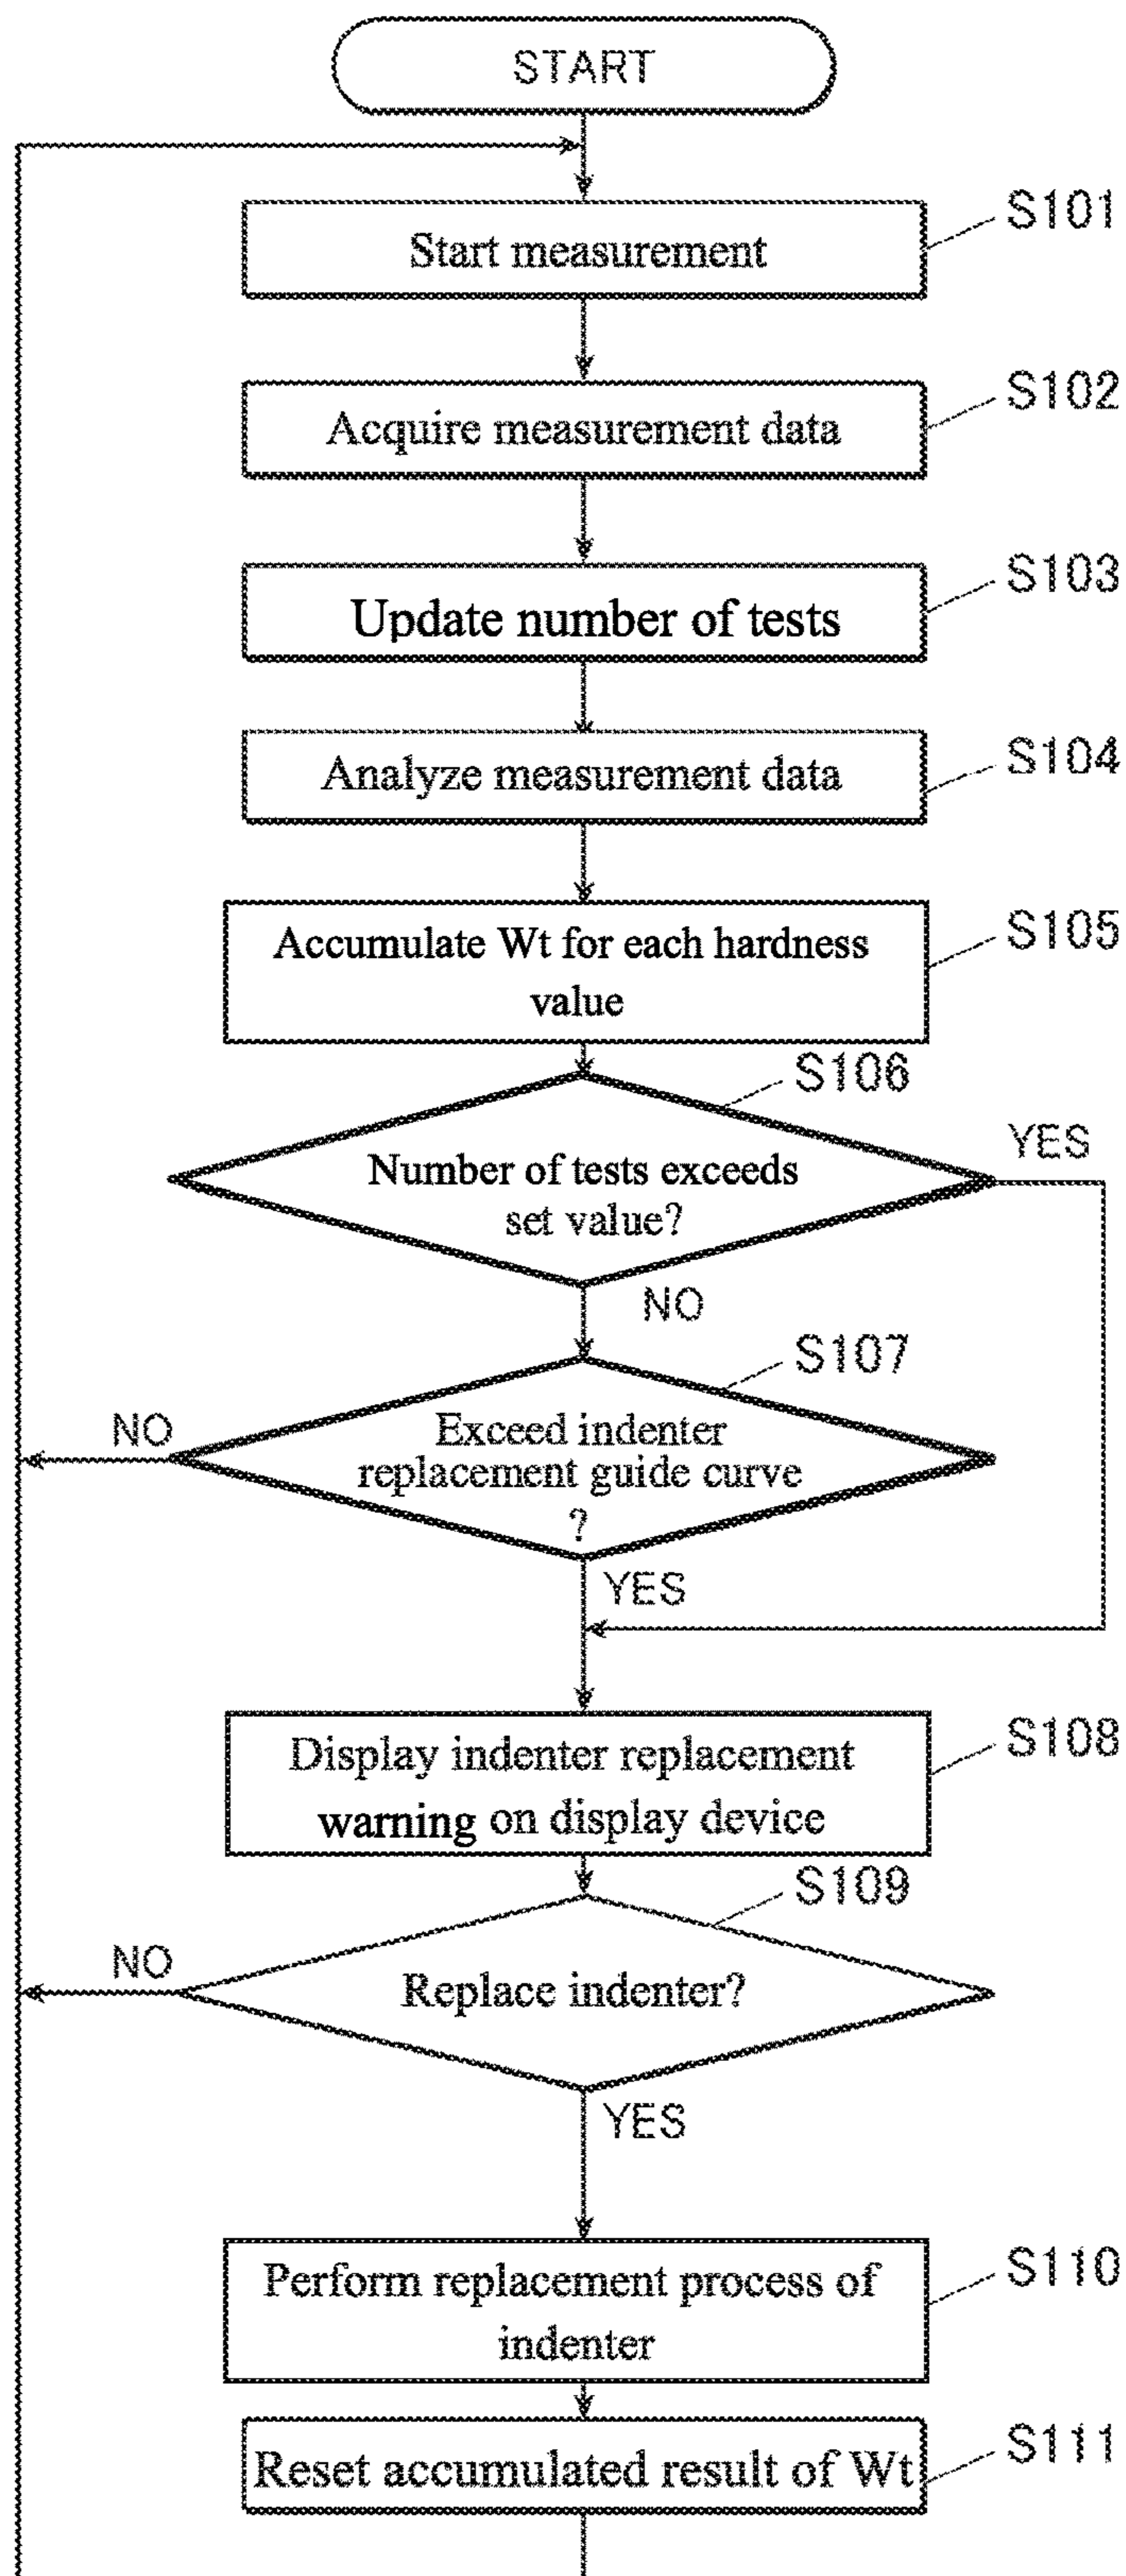 START
S101
Start measurement
S102
Acquire measurement data
S103
Update number of tests
S104
Analyze measurement data
S105
Accumulate Wt for each hardness
value
S106
YES
Number of tests exceeds
set value?
NO
S107
NO
Exceed indenter
replacement guide curve
?
YES
S108
Display indenter replacement
warning on display device
S109
NO
Replace indenter?
YES
S110
Perform replacement process of
indenter
S111
Reset accumulated result of Wt